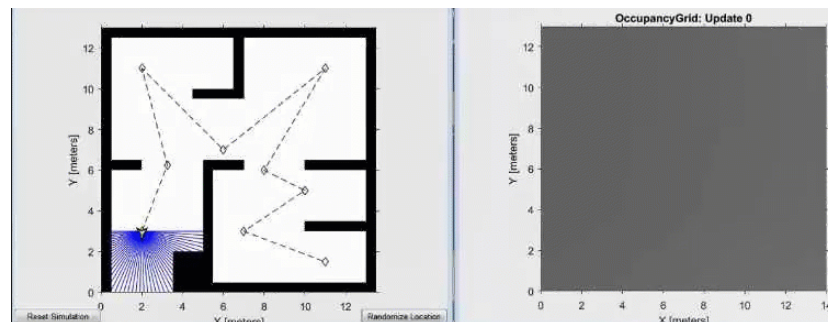 OccupancyGrid: Update 0
12
10
8
6
4
2
0
Y [meters]
0 2 4 6 8 10 12
X [meters]
Reset Simulation
Randomize Location
12
10
8
6
4
2
0
Y [meters]
0 2 4 6 8 10 12 14
X [meters]